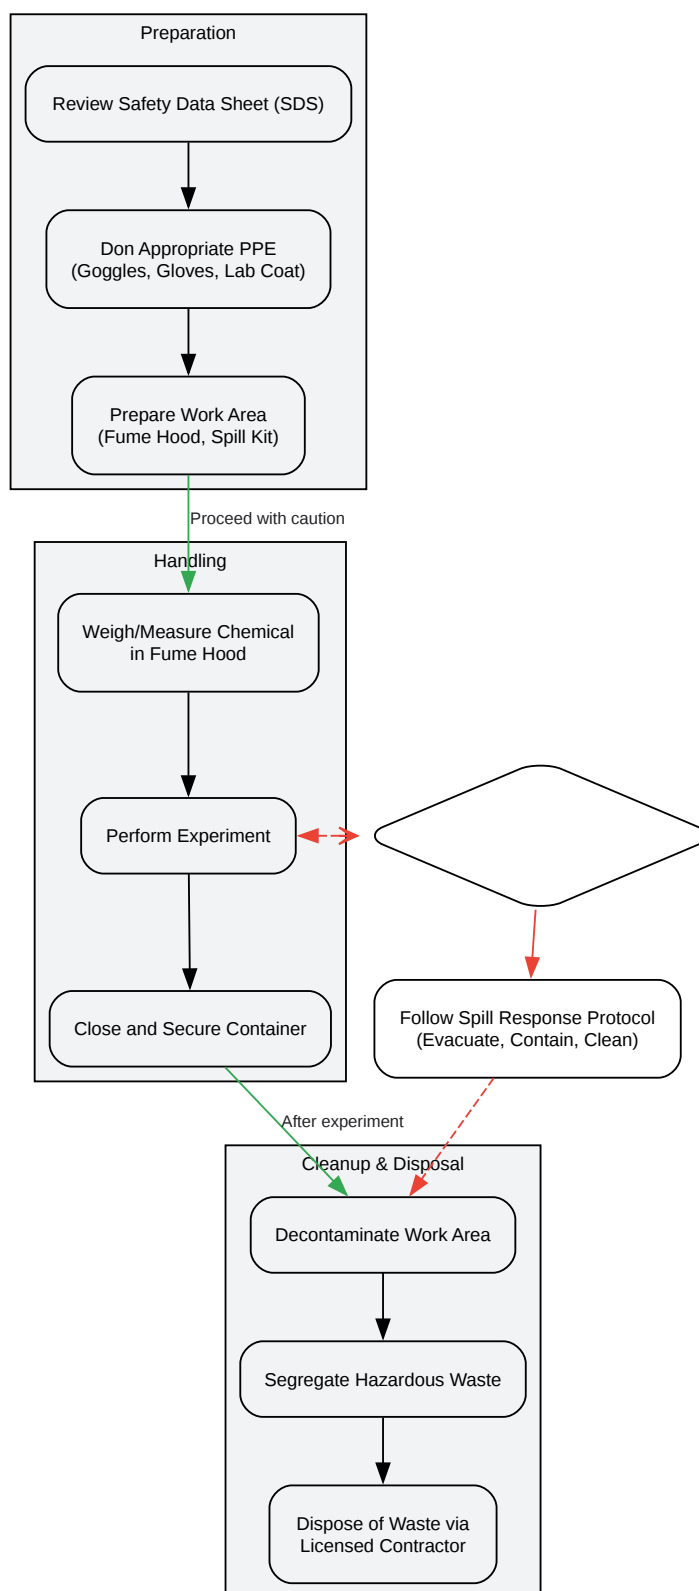 Preparation
Review Safety Data Sheet (SDS)
Don Appropriate PPE
(Goggles, Gloves, Lab Coat)
Prepare Work Area
(Fume Hood, Spill Kit)
Proceed with caution
Handling
Weigh/Measure Chemical
in Fume Hood
Perform Experiment
Close and Secure Container
Follow Spill Response Protocol
(Evacuate, Contain, Clean)
After experiment
Cleanup & Disposal
Decontaminate Work Area
Segregate Hazardous Waste
Dispose of Waste via
Licensed Contractor